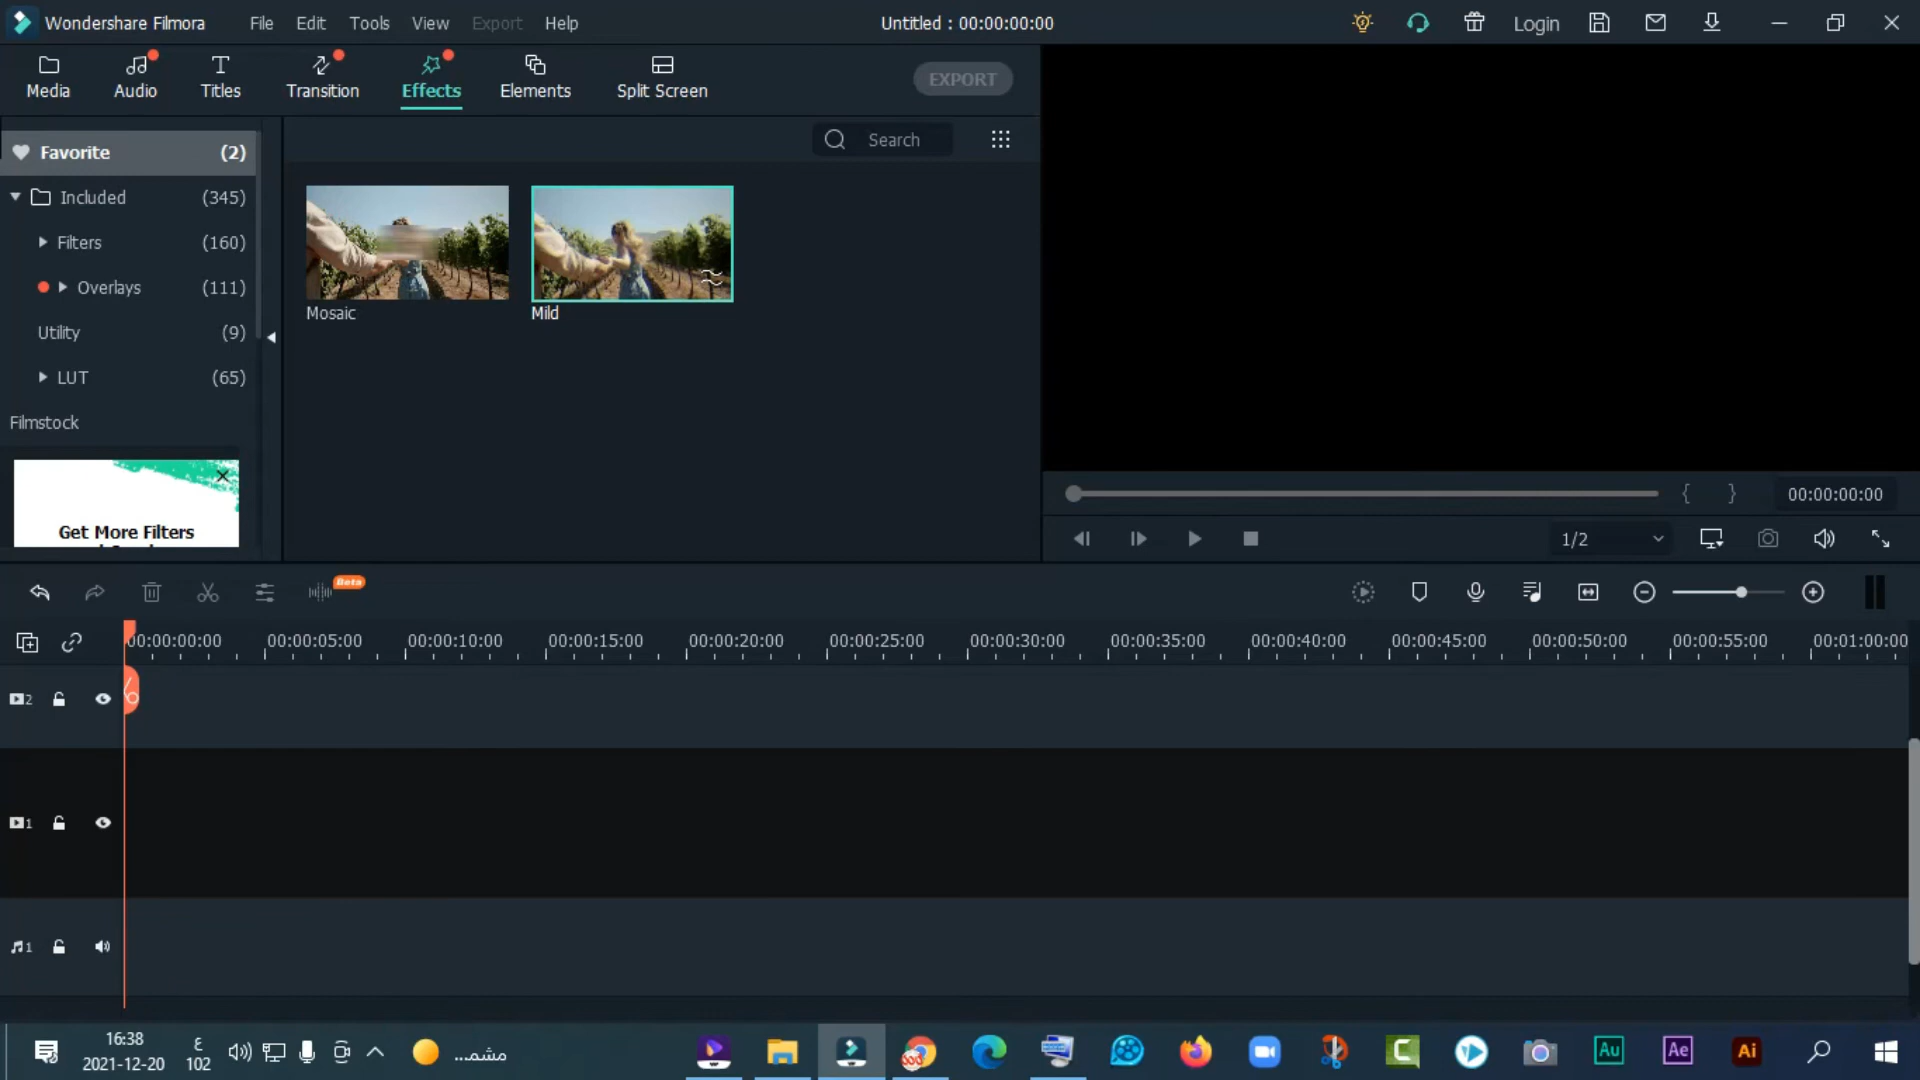 Wondershare Filmora
File
Edit
Tools
View
Export
Help
Untitled : 00:00:00:00
Login
Media
Audio
Titles
Transition
Effects
Elements
Split Screen
EXPORT
Favorite (2)
Included (345)
Filters (160)
Overlays (111)
Utility (9)
LUT (65)
Filmstock
Get More Filters
Search
Mosaic
Mild
{ }
00:00:00:00
1/2
Beta
00:00:00:00
00:00:05:00
00:00:10:00
00:00:15:00
00:00:20:00
00:00:25:00
00:00:30:00
00:00:35:00
00:00:40:00
00:00:45:00
00:00:50:00
00:00:55:00
00:01:00:00
2
1
1
16:38
2021-12-20
ع
102
مشمـ...
Au
Ae
Ai